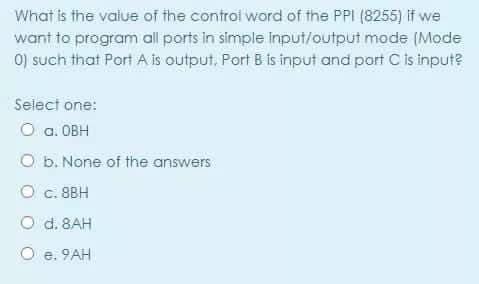 What is the value of the control word of the PPI (8255) if we
want to program all ports in simple input/output mode (Mode
0) such that Port A is output, Port B is input and port C is input?
Select one:
a. 0BH
b. None of the answers
c. 8BH
d. 8AH
e. 9AH